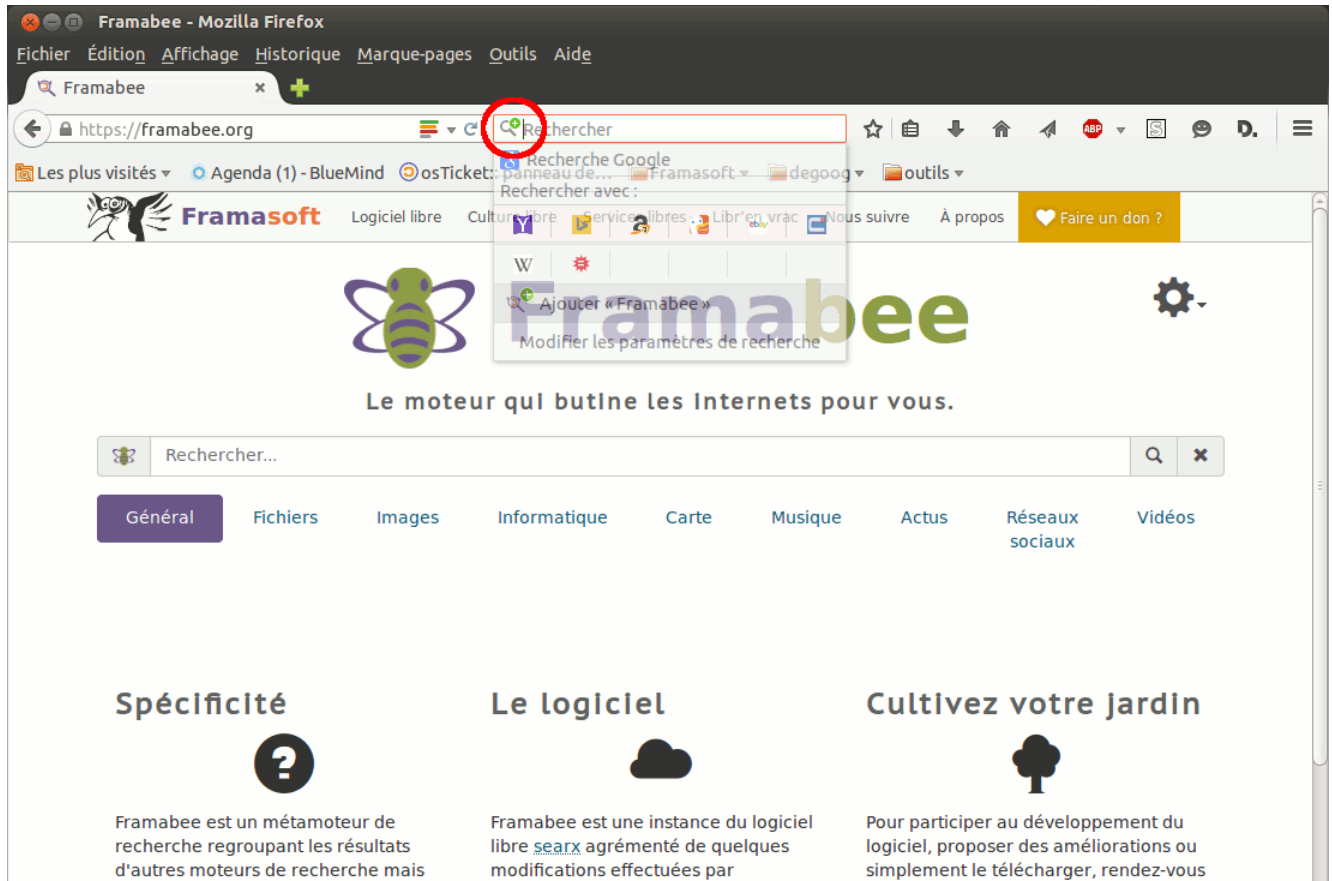 Framabee - Mozilla Firefox
Fichier Édition Affichage Historique Marque-pages Outils Aide
Framabee
https://framabee.org
Rechercher
ABP
S
D.
Les plus visités
Agenda (1) - BlueMind
osTicket:: panneau de...
Framasoft
degoog
outils
Recherche Google
Rechercher avec :
Framasoft
Logiciel libre
Culture libre
Services libres
Libr'en vrac
Nous suivre
À propos
Faire un don ?
Y
ebay
W
Ajouter « Framabee »
Modifier les paramètres de recherche
Framabee
Le moteur qui butine les Internets pour vous.
Rechercher...
Général
Fichiers
Images
Informatique
Carte
Musique
Actus
Réseaux
sociaux
Vidéos
Spécificité
Framabee est un métamoteur de
recherche regroupant les résultats
d'autres moteurs de recherche mais
Le logiciel
Framabee est une instance du logiciel
libre searx agrémenté de quelques
modifications effectuées par
Cultivez votre jardin
Pour participer au développement du
logiciel, proposer des améliorations ou
simplement le télécharger, rendez-vous